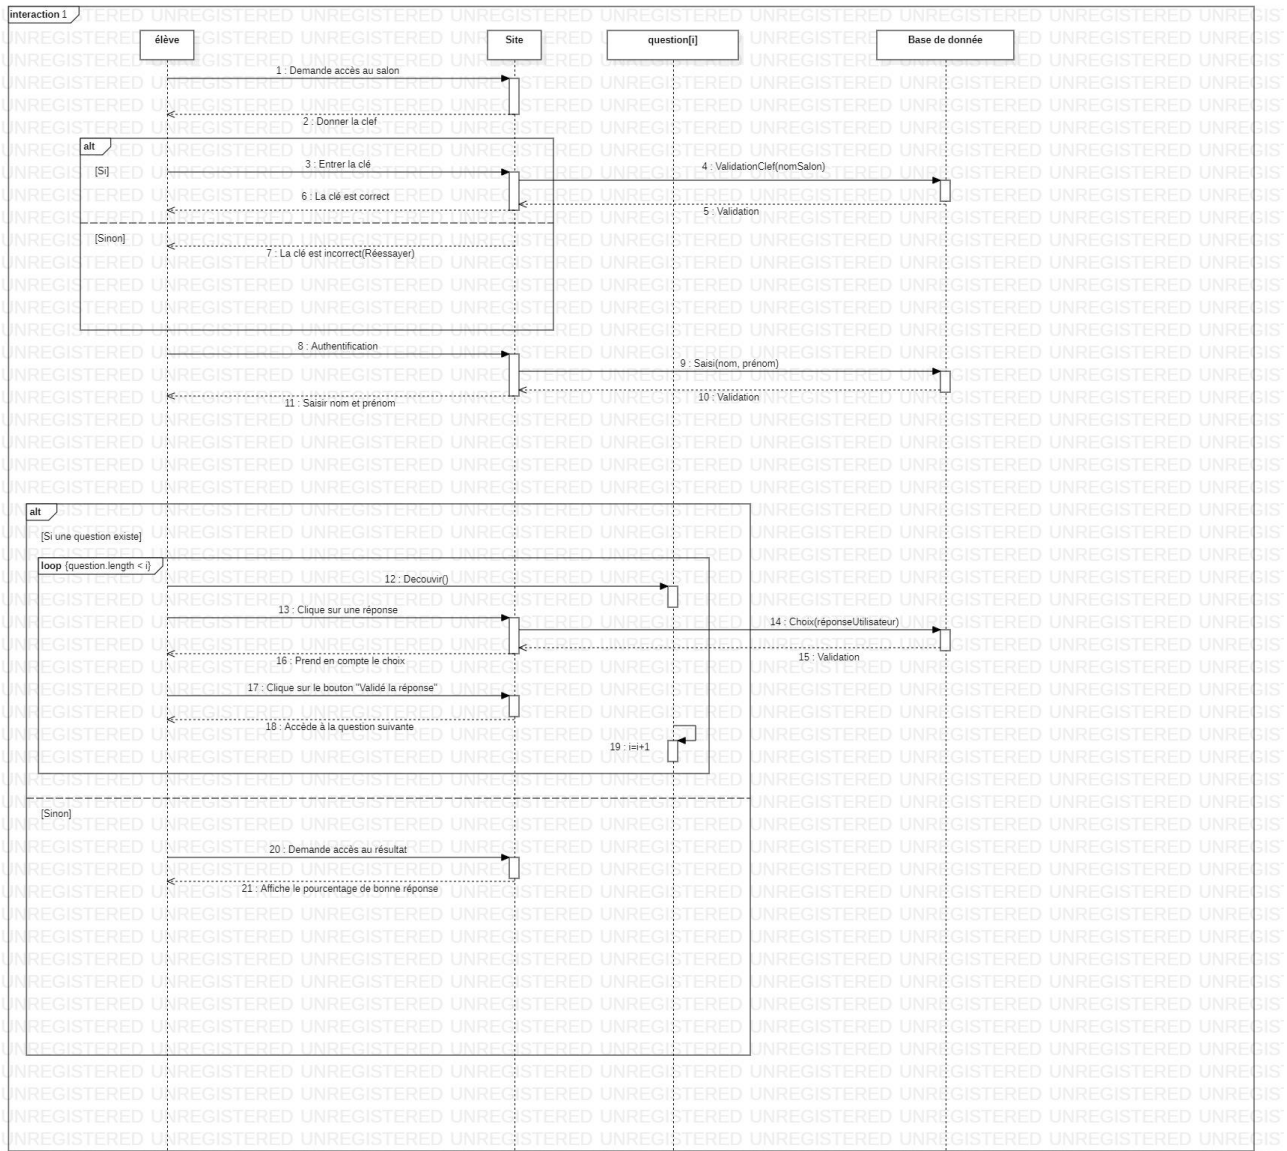 interaction 1
élève
Site
question[i]
Base de donnée
1 : Demande accès au salon
2 : Donner la clef
alt
[Si]
3 : Entrer la clé
4 : ValidationClef(nomSalon)
6 : La clé est correct
5 : Validation
[Sinon]
7 : La clé est incorrect(Réessayer)
8 : Authentification
9 : Saisi(nom, prénom)
10 : Validation
11 : Saisir nom et prénom
alt
[Si une question existe]
loop {question.length < i}
12 : Decouvir()
13 : Clique sur une réponse
14 : Choix(réponseUtilisateur)
15 : Validation
16 : Prend en compte le choix
17 : Clique sur le bouton "Validé la réponse"
18 : Accède à la question suivante
19 : i=i+1
[Sinon]
20 : Demande accès au résultat
21 : Affiche le pourcentage de bonne réponse
UNREGISTERED